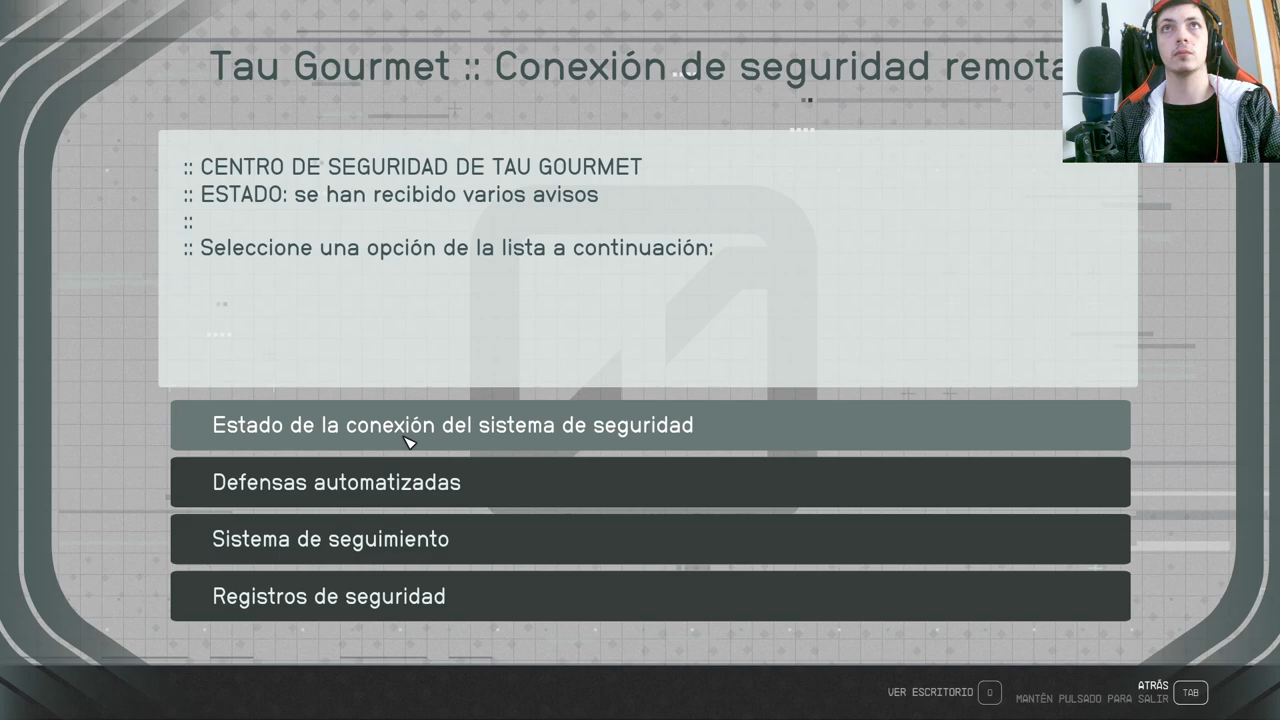 Tau Gourmet :: Conexión de seguridad remota
:: CENTRO DE SEGURIDAD DE TAU GOURMET
:: ESTADO: se han recibido varios avisos
::
:: Seleccione una opción de la lista a continuación:
Estado de la conexión del sistema de seguridad
Defensas automatizadas
Sistema de seguimiento
Registros de seguridad
VER ESCRITORIO Q
ATRÁS
MANTÉN PULSADO PARA SALIR TAB